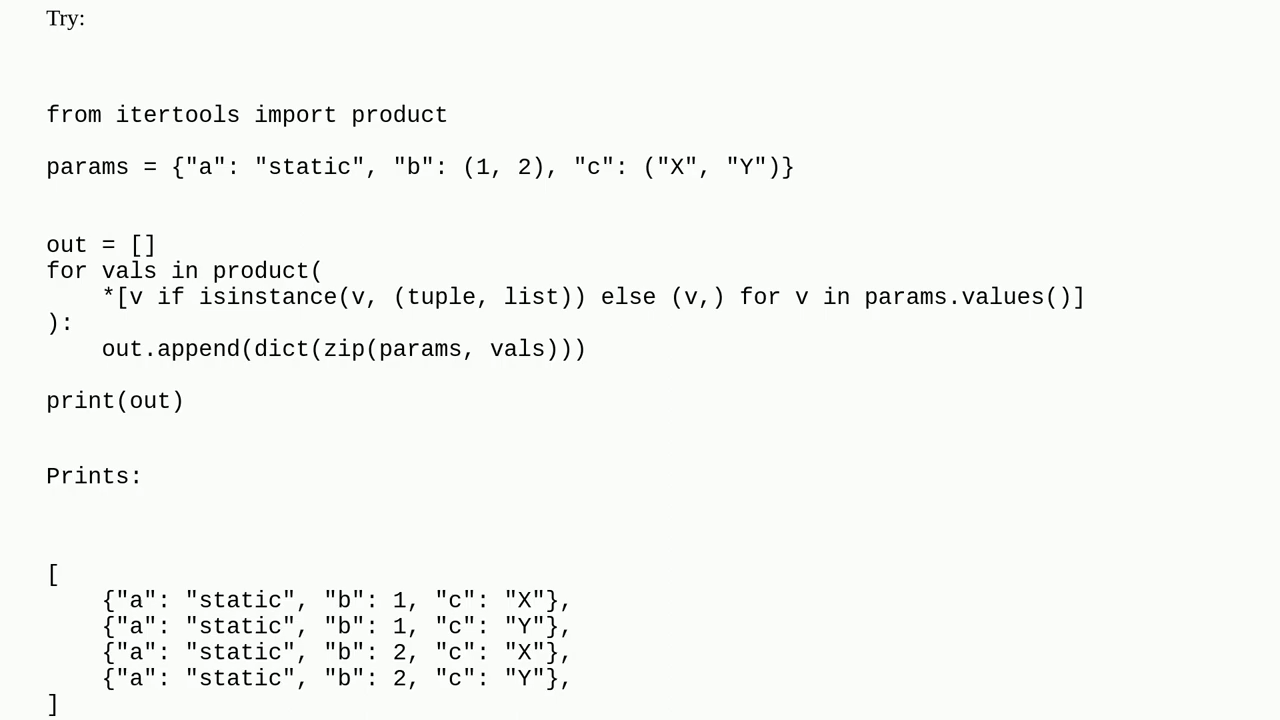 Try:
from itertools import product
params = {"a": "static", "b": (1, 2), "c": ("X", "Y")}
out = []
for vals in product(
    *[v if isinstance(v, (tuple, list)) else (v,) for v in params.values()]
):
    out.append(dict(zip(params, vals)))
print(out)
Prints:
[
    {"a": "static", "b": 1, "c": "X"},
    {"a": "static", "b": 1, "c": "Y"},
    {"a": "static", "b": 2, "c": "X"},
    {"a": "static", "b": 2, "c": "Y"},
]